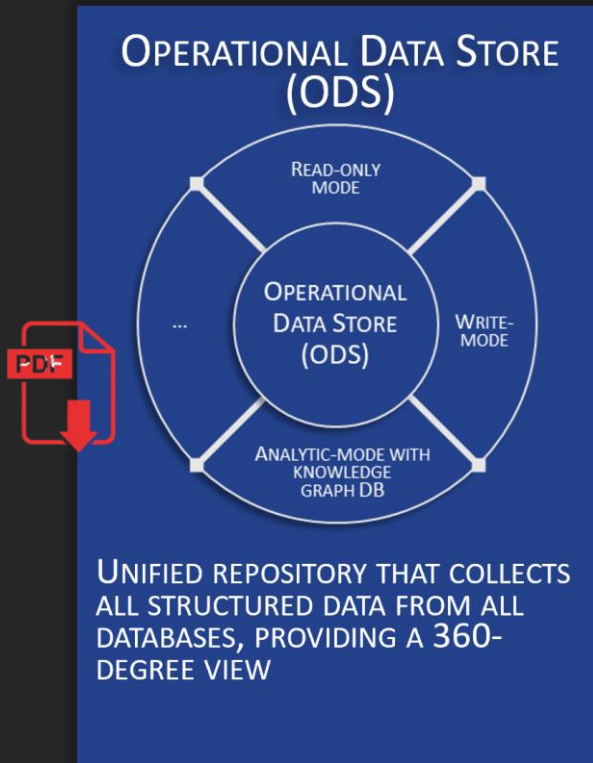 OPERATIONAL DATA STORE
(ODS)
READ-ONLY
MODE
OPERATIONAL
DATA STORE
(ODS)
...
WRITE-
MODE
ANALYTIC-MODE WITH
KNOWLEDGE
GRAPH DB
PDF
UNIFIED REPOSITORY THAT COLLECTS
ALL STRUCTURED DATA FROM ALL
DATABASES, PROVIDING A 360-
DEGREE VIEW